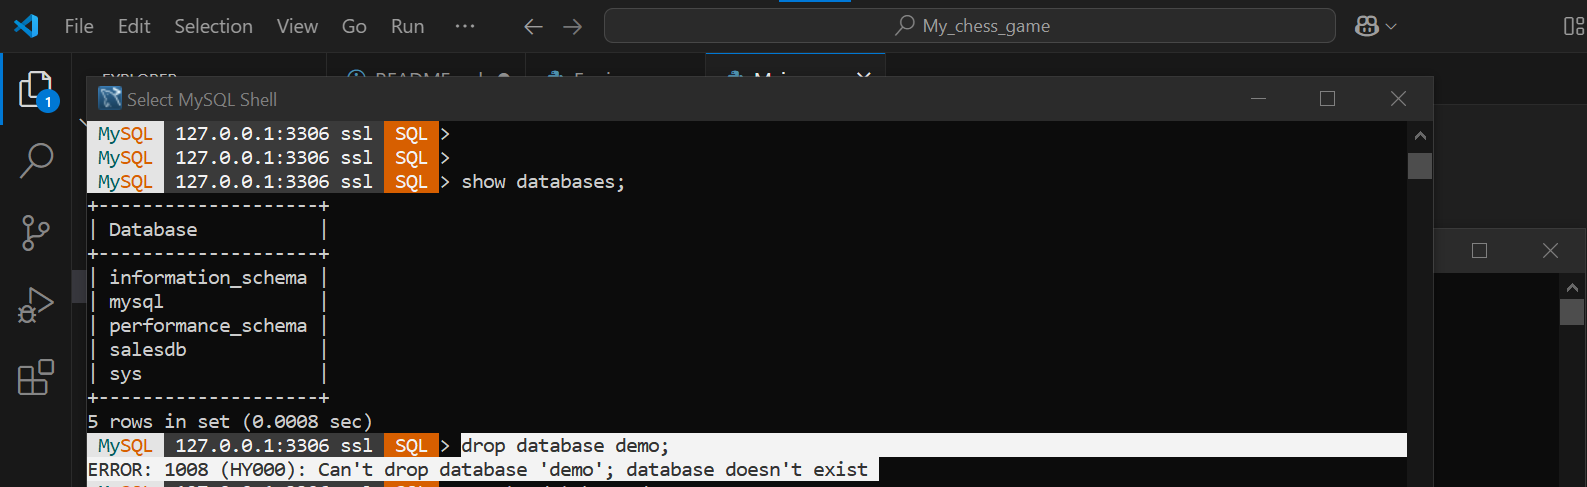 File Edit Selection View Go Run ··· My_chess_game
Select MySQL Shell
MySQL 127.0.0.1:3306 ssl SQL >
MySQL 127.0.0.1:3306 ssl SQL >
MySQL 127.0.0.1:3306 ssl SQL > show databases;
+--------------------+
| Database           |
+--------------------+
| information_schema |
| mysql              |
| performance_schema |
| salesdb            |
| sys                |
+--------------------+
5 rows in set (0.0008 sec)
MySQL 127.0.0.1:3306 ssl SQL > drop database demo;
ERROR: 1008 (HY000): Can't drop database 'demo'; database doesn't exist
1